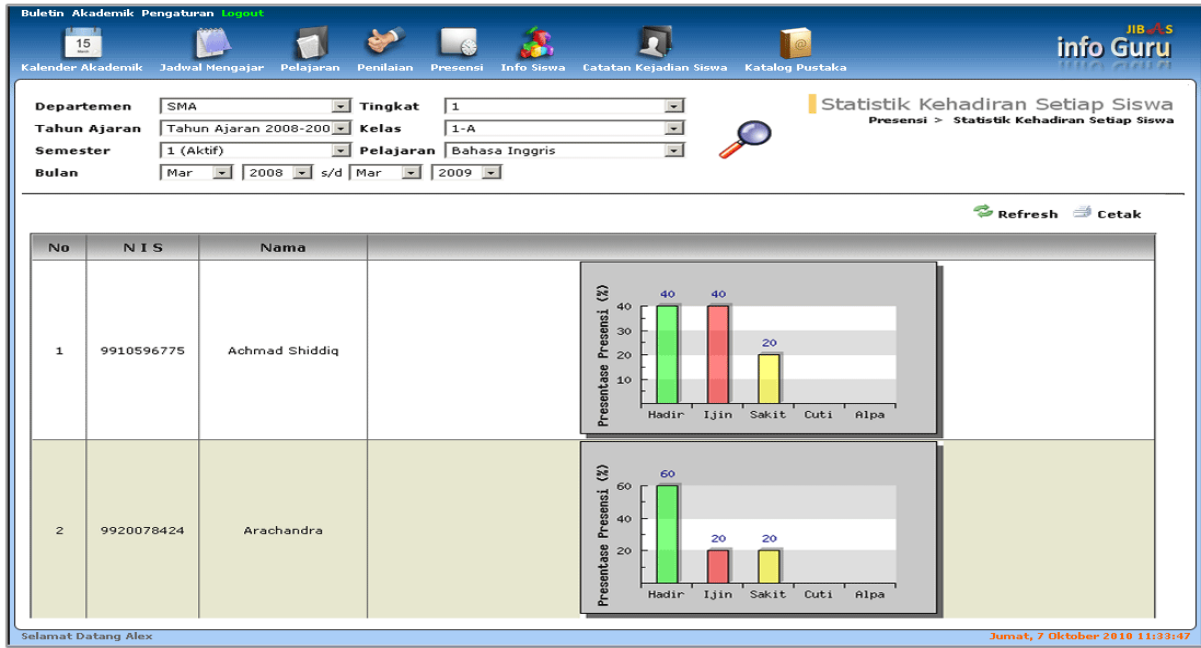 Buletin Akademik Pengaturan Logout
15
JIBAS
info Guru
Kalender Akademik Jadwal Mengajar Pelajaran Penilaian Presensi Info Siswa Catatan Kejadian Siswa Katalog Pustaka
Departemen SMA Tingkat 1
Statistik Kehadiran Setiap Siswa
Tahun Ajaran Tahun Ajaran 2008-200 Kelas 1-A
Presensi > Statistik Kehadiran Setiap Siswa
Semester 1 (Aktif) Pelajaran Bahasa Inggris
Bulan Mar 2008 s/d Mar 2009
Refresh Cetak
No N I S Nama
1 9910596775 Achmad Shiddiq
Presentase Presensi (%)
40 40 20
40
30
20
10
Hadir Ijin Sakit Cuti Alpa
2 9920078424 Arachandra
Presentase Presensi (%)
60 20 20
60
40
20
Hadir Ijin Sakit Cuti Alpa
Selamat Datang Alex
Jumat, 7 Oktober 2010 11:33:47